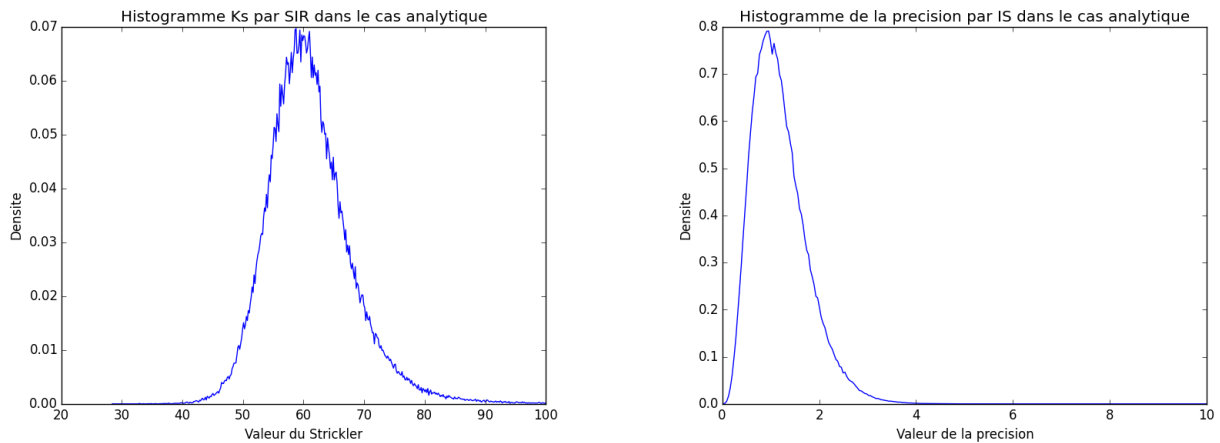 Histogramme Ks par SIR dans le cas analytique
0.07
0.06
0.05
0.04
0.03
0.02
0.01
0.00
Densite
20 30 40 50 60 70 80 90 100
Valeur du Strickler
Histogramme de la precision par IS dans le cas analytique
0.8
0.7
0.6
0.5
0.4
0.3
0.2
0.1
0.0
Densite
0 2 4 6 8 10
Valeur de la precision